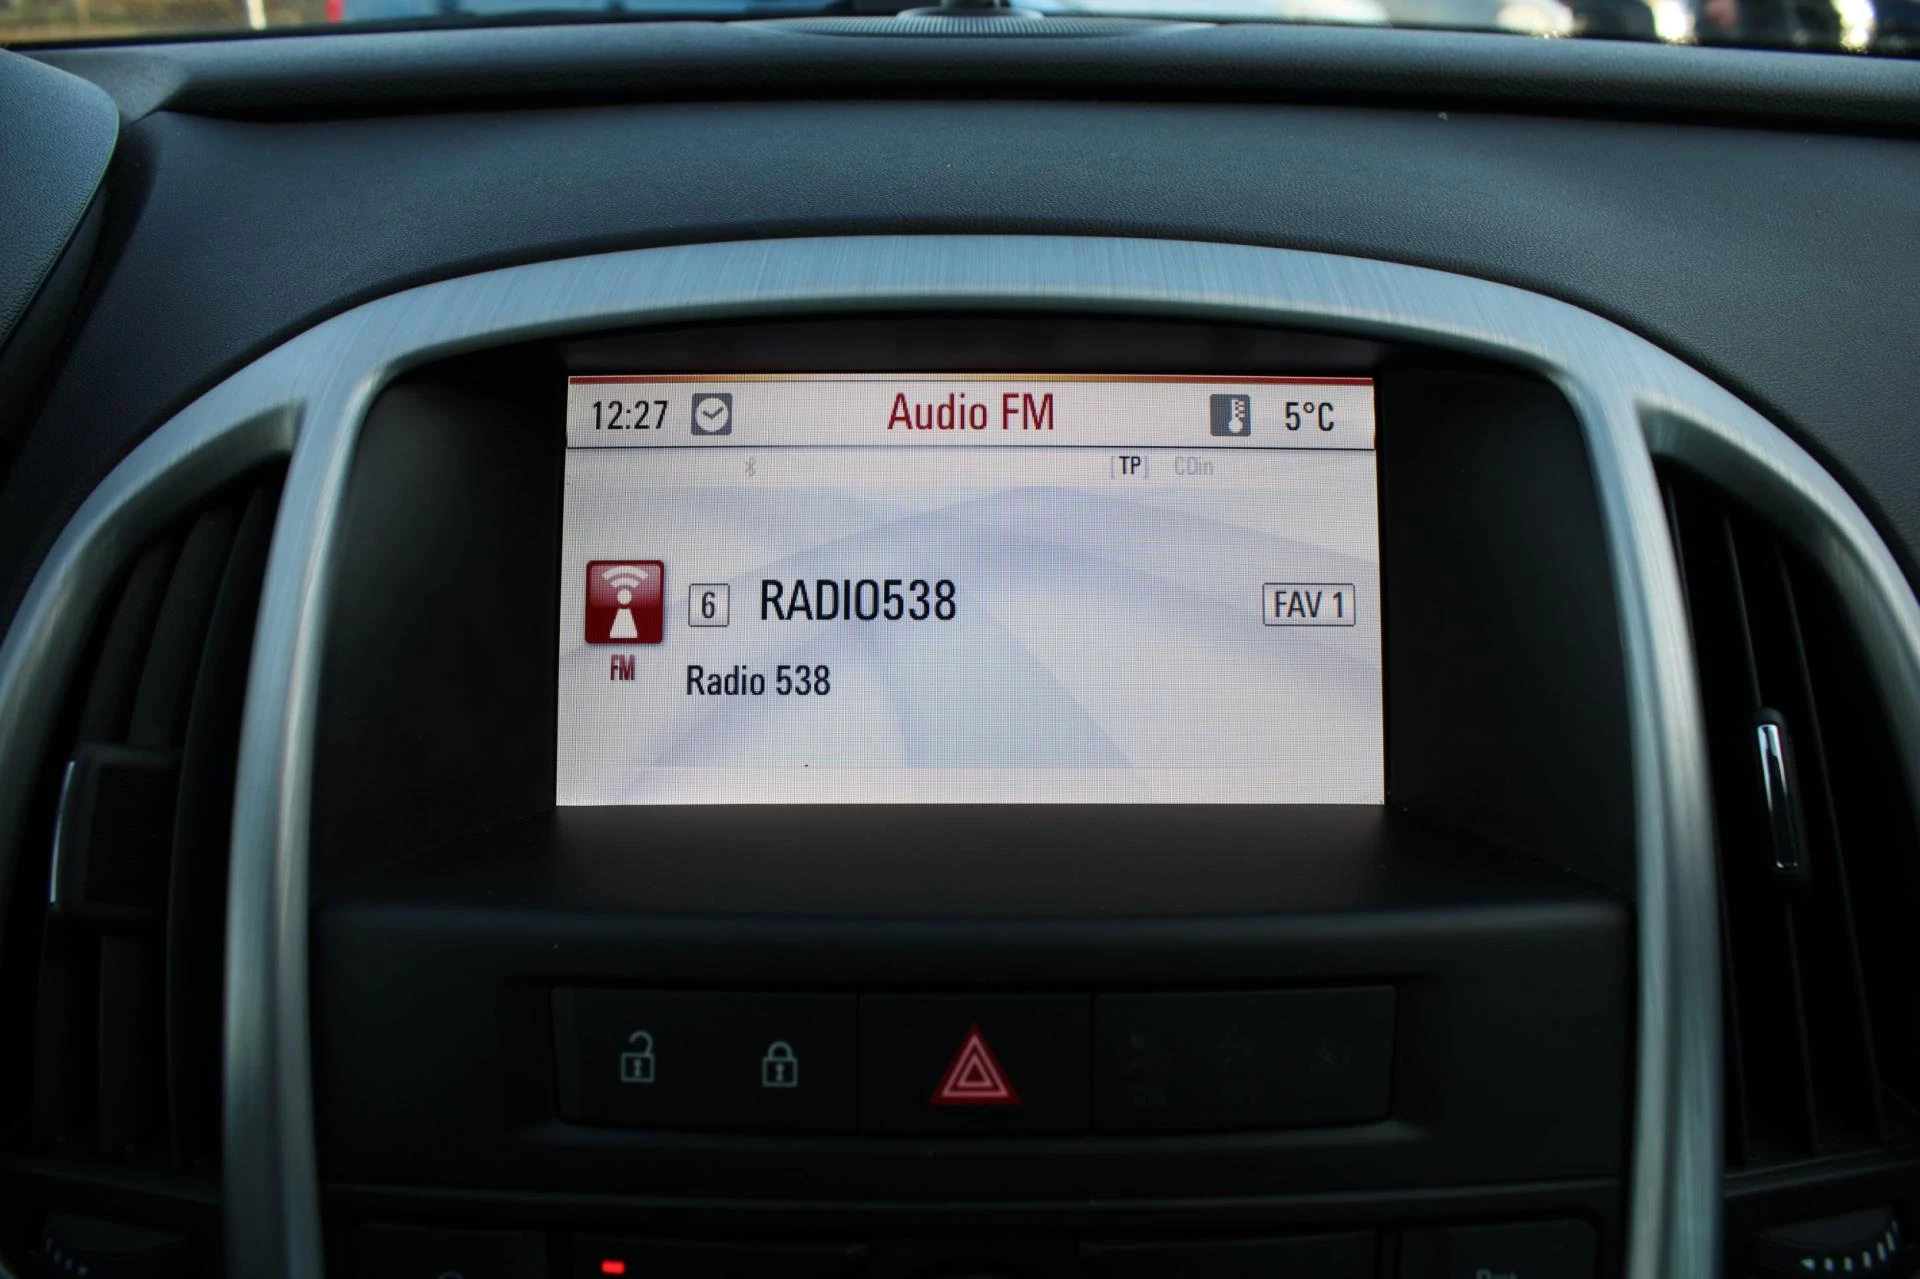 12:27 Audio FM 5°C
[TP] CDin
6 RADIO538 FAV 1
FM
Radio 538